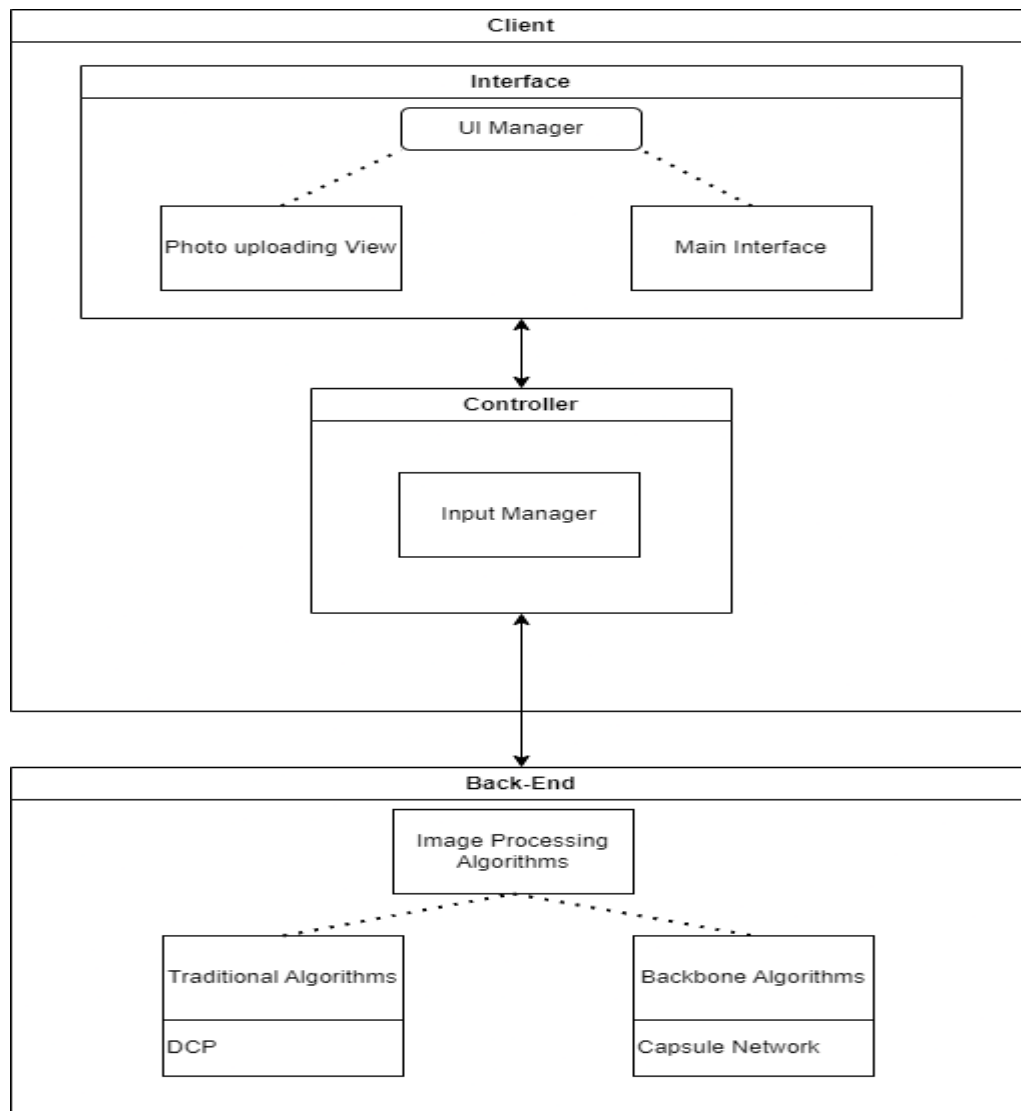 Client
Interface
UI Manager
Photo uploading View
Main Interface
Controller
Input Manager
Back-End
Image Processing
Algorithms
Traditional Algorithms
Backbone Algorithms
DCP
Capsule Network